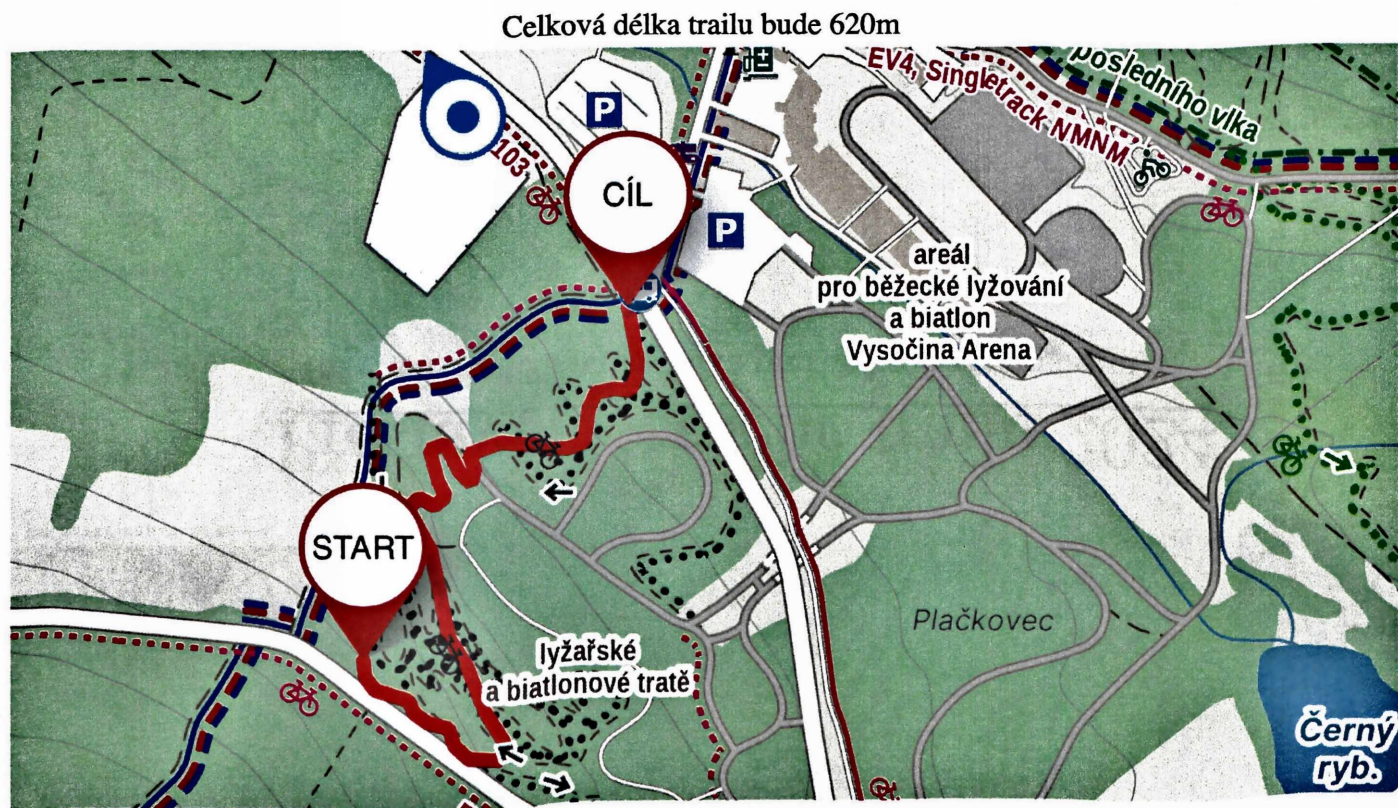 Celková délka trailu bude 620m
posledního vlka
EV4, Singletrack NMNM
P
103
CÍL
P
areál
pro běžecké lyžování
a biatlon
Vysočina Arena
START
Plačkovec
lyžařské
a biatlonové tratě
Černý
ryb.